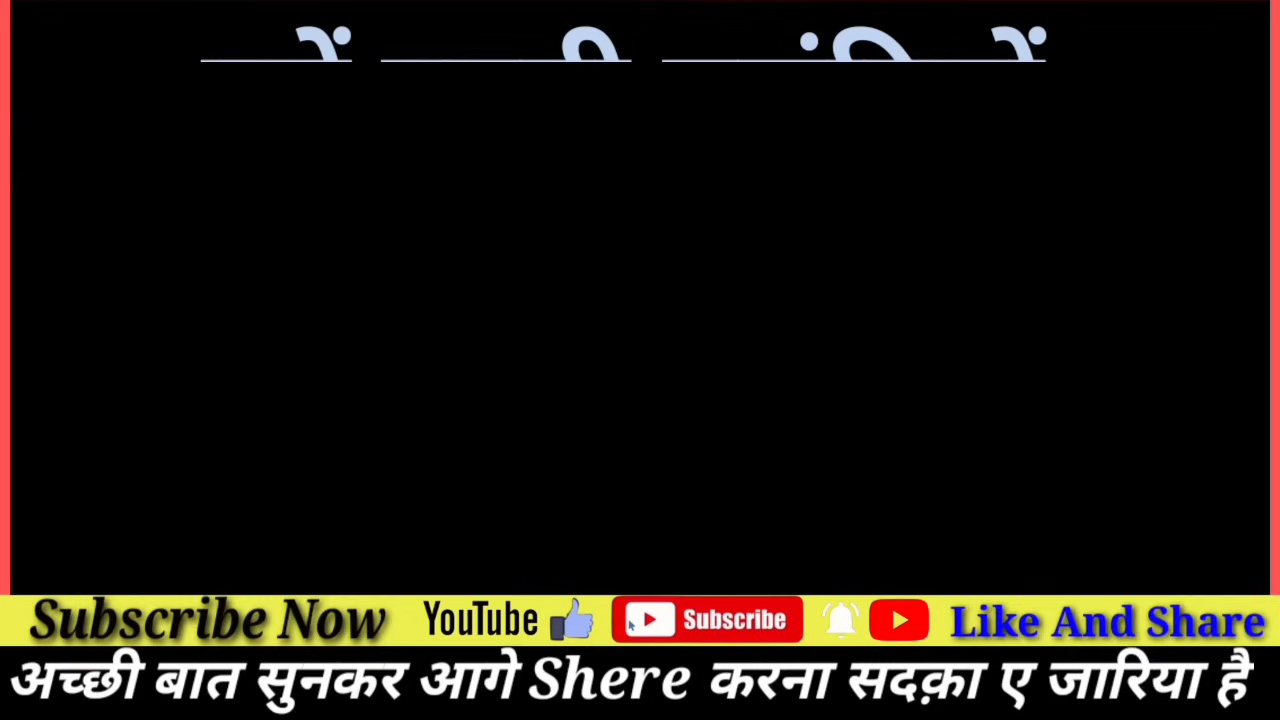 Subscribe Now YouTube Subscribe Like And Share
अच्छी बात सुनकर आगे Shere करना सदक़ा ए जारिया है